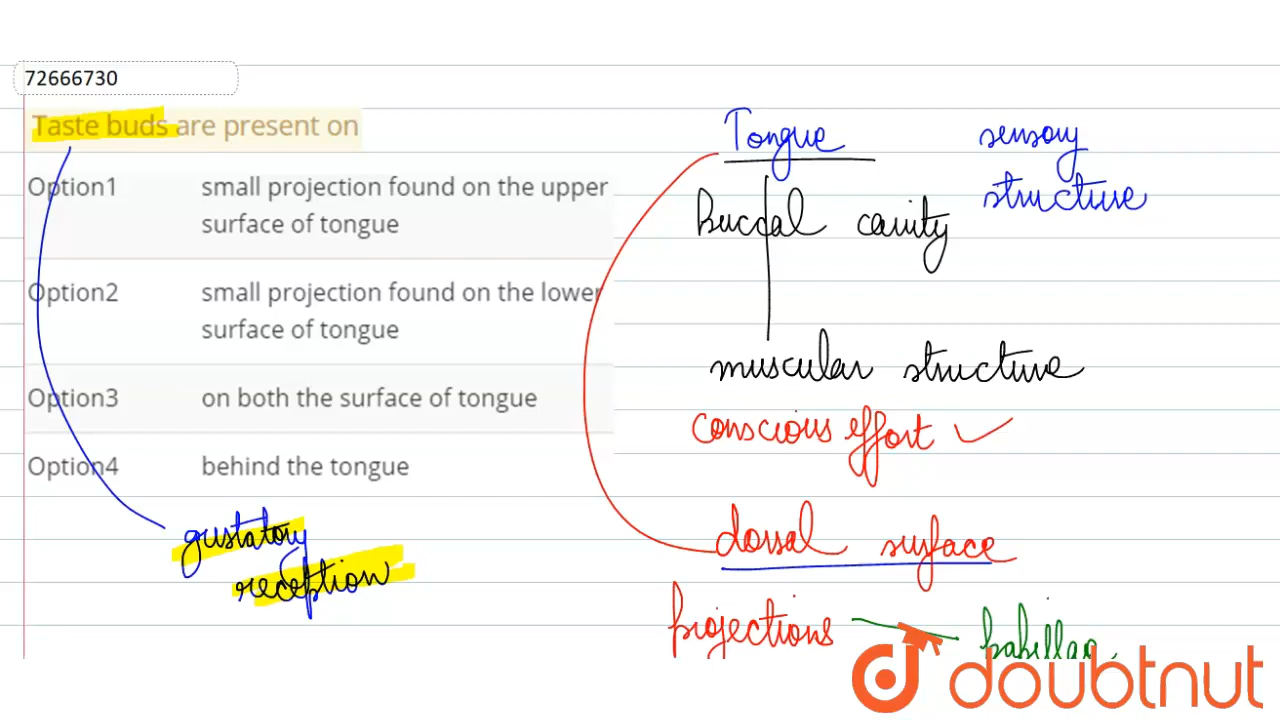 72666730
Taste buds are present on
Option1 small projection found on the upper
surface of tongue
Option2 small projection found on the lower
surface of tongue
Option3 on both the surface of tongue
Option4 behind the tongue
gustatory
reception
Tongue
sensory
structure
Buccal cavity
muscular structure
conscious effort ✓
dorsal surface
projections
papillae
doubtnut